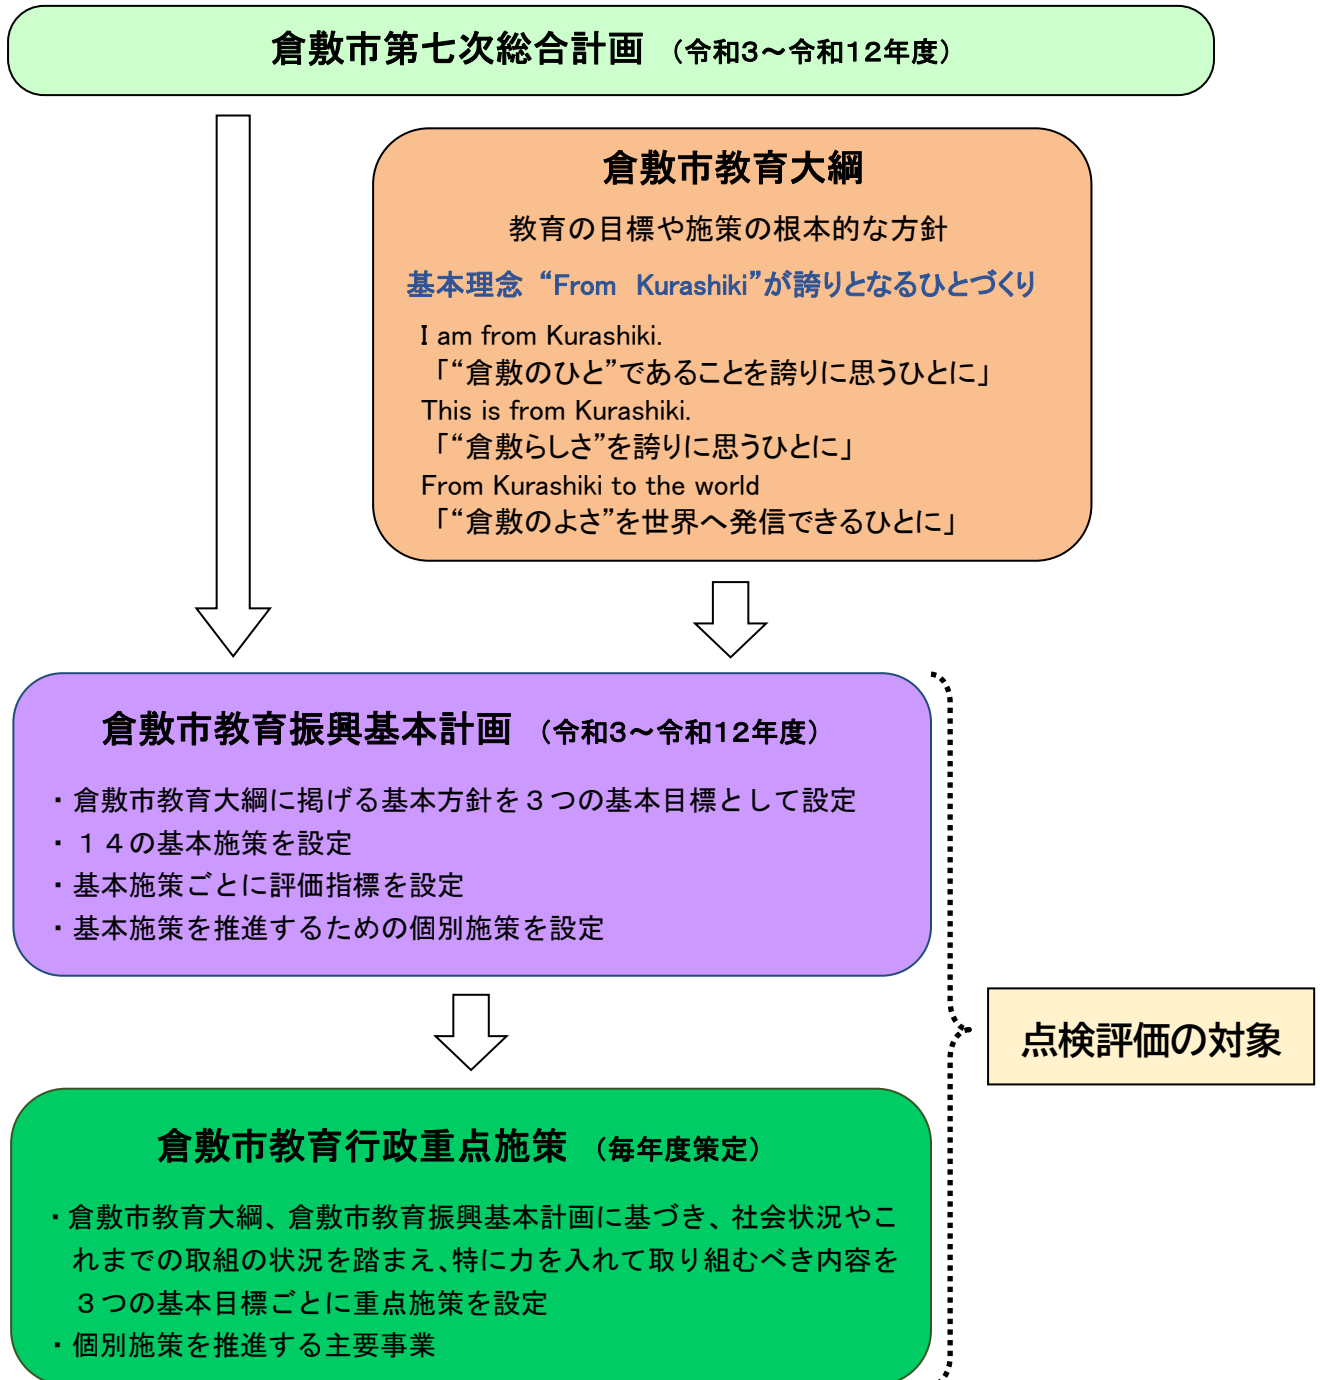 倉敷市第七次総合計画 （令和3～令和12年度）
倉敷市教育大綱
教育の目標や施策の根本的な方針
基本理念 “From Kurashiki”が誇りとなるひとづくり
I am from Kurashiki.
「“倉敷のひと”であることを誇りに思うひとに」
This is from Kurashiki.
「“倉敷らしさ”を誇りに思うひとに」
From Kurashiki to the world
「“倉敷のよさ”を世界へ発信できるひとに」
倉敷市教育振興基本計画 （令和3～令和12年度）
・倉敷市教育大綱に掲げる基本方針を３つの基本目標として設定
・１４の基本施策を設定
・基本施策ごとに評価指標を設定
・基本施策を推進するための個別施策を設定
点検評価の対象
倉敷市教育行政重点施策 （毎年度策定）
・倉敷市教育大綱、倉敷市教育振興基本計画に基づき、社会状況やこ
れまでの取組の状況を踏まえ、特に力を入れて取り組むべき内容を
３つの基本目標ごとに重点施策を設定
・個別施策を推進する主要事業